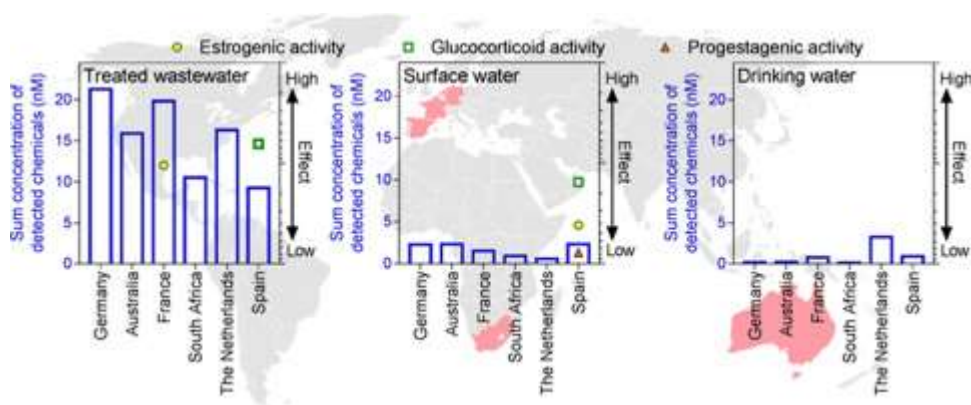 Estrogenic activity
Glucocorticoid activity
Progestagenic activity
Sum concentration of
detected chemicals (nM)
Treated wastewater
20
15
10
5
0
High
Effect
Low
Germany
Australia
France
South Africa
The Netherlands
Spain
Sum concentration of
detected chemicals (nM)
Surface water
20
15
10
5
0
High
Effect
Low
Germany
Australia
France
South Africa
The Netherlands
Spain
Sum concentration of
detected chemicals (nM)
Drinking water
20
15
10
5
0
High
Effect
Low
Germany
Australia
France
South Africa
The Netherlands
Spain